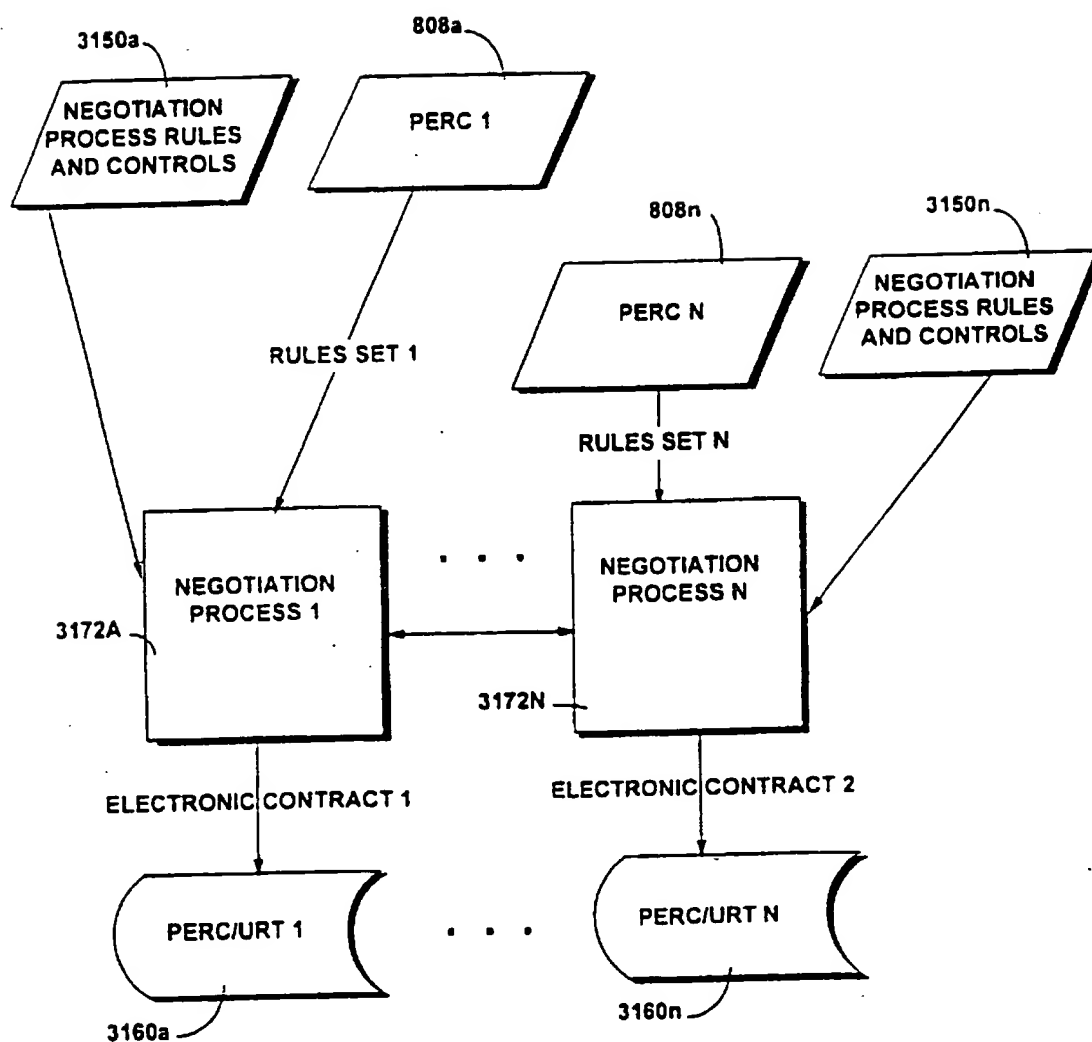 3150a
808a
NEGOTIATION
PROCESS RULES
AND CONTROLS
PERC 1
808n
3150n
PERC N
NEGOTIATION
PROCESS RULES
AND CONTROLS
RULES SET 1
RULES SET N
NEGOTIATION
PROCESS 1
NEGOTIATION
PROCESS N
3172A
3172N
ELECTRONIC CONTRACT 1
ELECTRONIC CONTRACT 2
PERC/URT 1
PERC/URT N
3160a
3160n